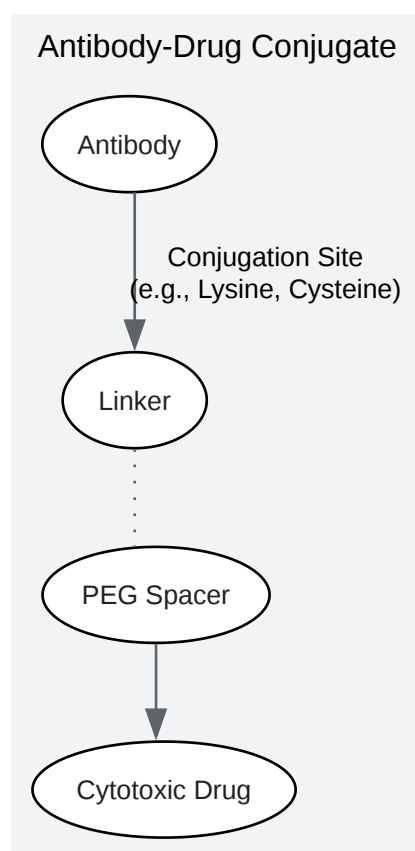 Antibody-Drug Conjugate
Antibody
Conjugation Site
(e.g., Lysine, Cysteine)
Linker
PEG Spacer
Cytotoxic Drug